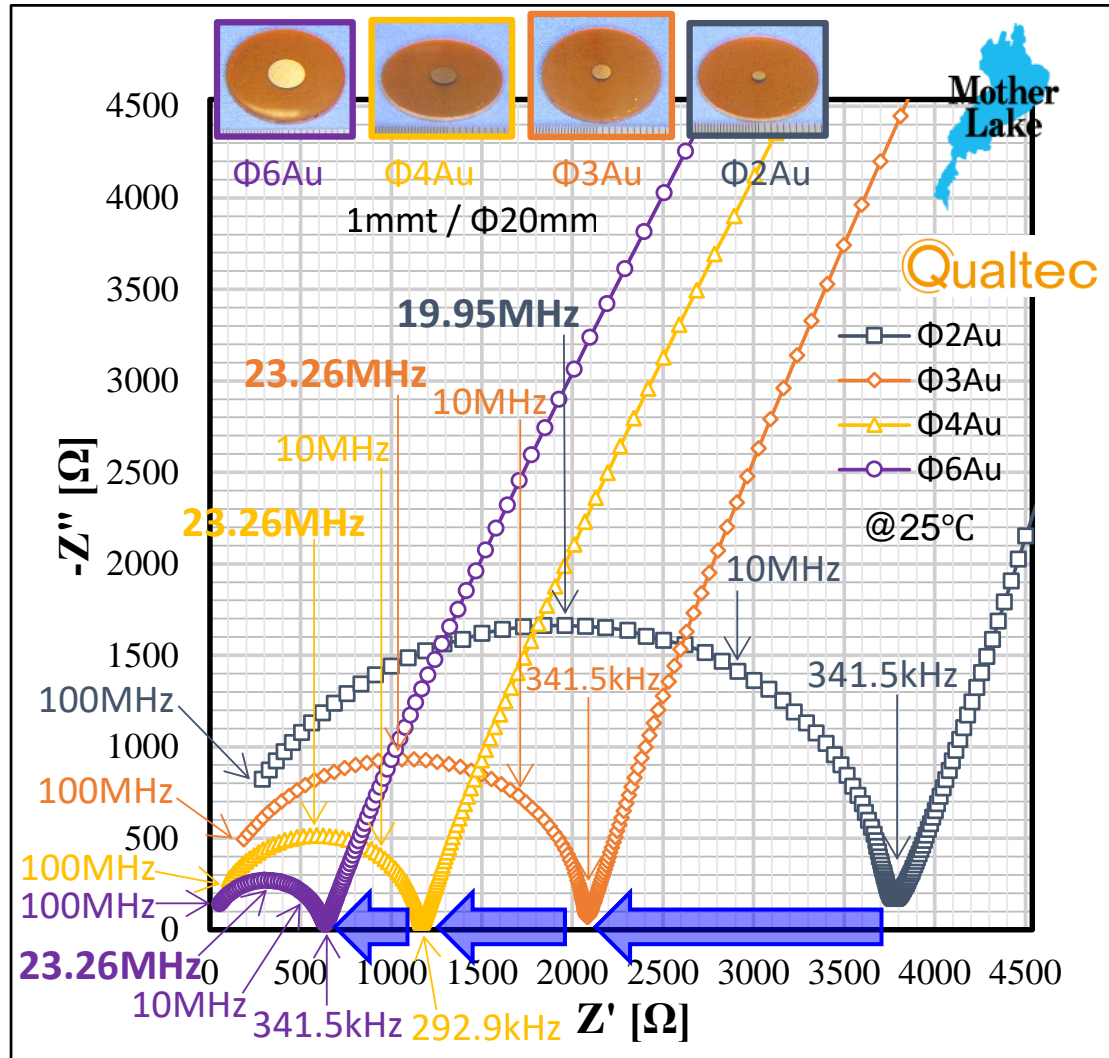 Mother
Lake
Φ6Au
Φ4Au
Φ3Au
Φ2Au
1mmt / Φ20mm
Qualtec
4500
4000
3500
3000
2500
2000
1500
1000
500
0
-Z'' [Ω]
19.95MHz
23.26MHz
10MHz
10MHz
23.26MHz
Φ2Au
Φ3Au
Φ4Au
Φ6Au
@25℃
10MHz
341.5kHz
341.5kHz
100MHz
100MHz
100MHz
100MHz
23.26MHz
10MHz
341.5kHz
292.9kHz
0
500
1000
1500
2000
2500
3000
3500
4000
4500
Z' [Ω]